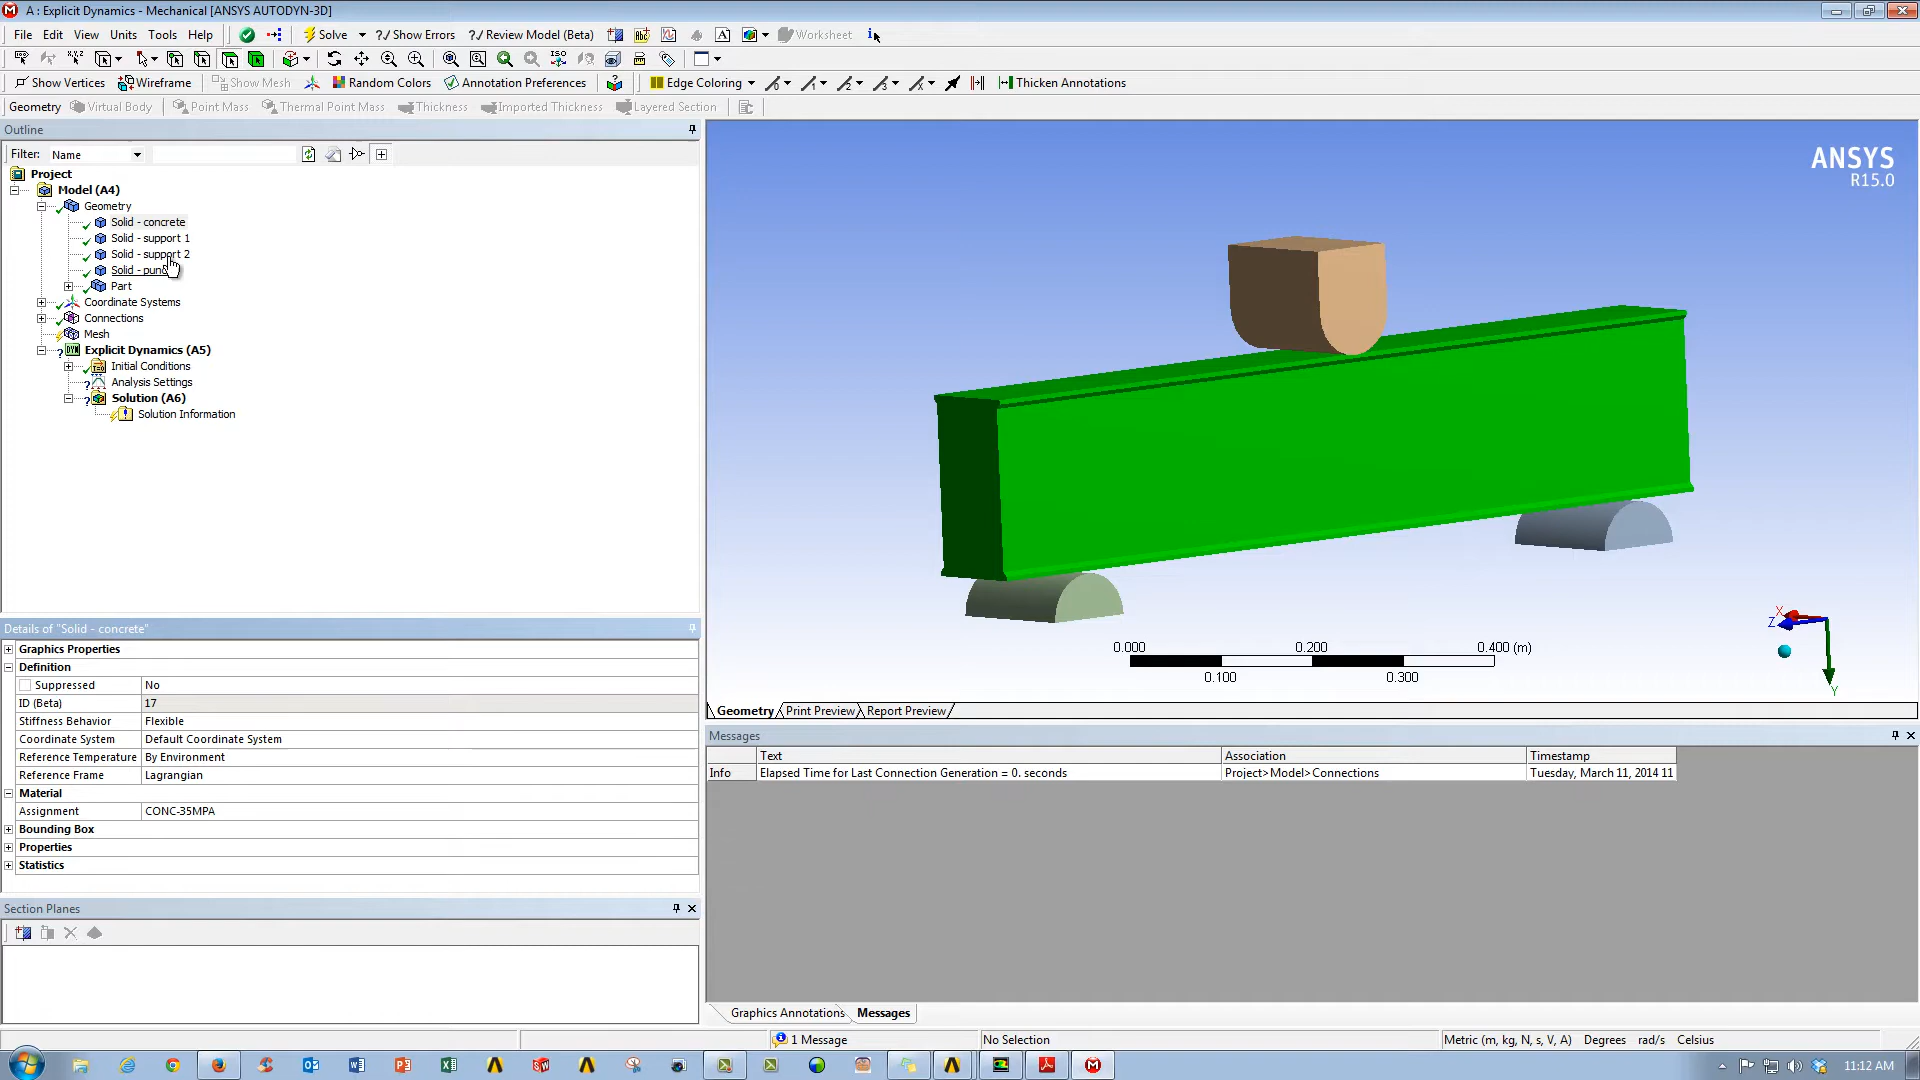 A : Explicit Dynamics - Mechanical [ANSYS AUTODYN-3D]
File Edit View Units Tools Help Solve ?/ Show Errors ?/ Review Model (Beta) A Worksheet i
Show Vertices Wireframe Show Mesh Random Colors Annotation Preferences Edge Coloring Thicken Annotations
Geometry Virtual Body Point Mass Thermal Point Mass Thickness Imported Thickness Layered Section
Outline
Filter: Name
Project
Model (A4)
Geometry
Solid - concrete
Solid - support 1
Solid - support 2
Solid -
Part
Coordinate Systems
Connections
Mesh
Explicit Dynamics (A5)
Initial Conditions
Analysis Settings
Solution (A6)
Solution Information
ANSYS
R15.0
0.000 0.200 0.400 (m)
0.100 0.300
X
Z
Y
Geometry Print Preview Report Preview
Details of "Solid - concrete"
Graphics Properties
Definition
Suppressed No
ID (Beta) 17
Stiffness Behavior Flexible
Coordinate System Default Coordinate System
Reference Temperature By Environment
Reference Frame Lagrangian
Material
Assignment CONC-35MPA
Bounding Box
Properties
Statistics
Messages
Text Association Timestamp
Info Elapsed Time for Last Connection Generation = 0. seconds Project>Model>Connections Tuesday, March 11, 2014 11
Section Planes
Graphics Annotations Messages
1 Message No Selection Metric (m, kg, N, s, V, A) Degrees rad/s Celsius
11:12 AM